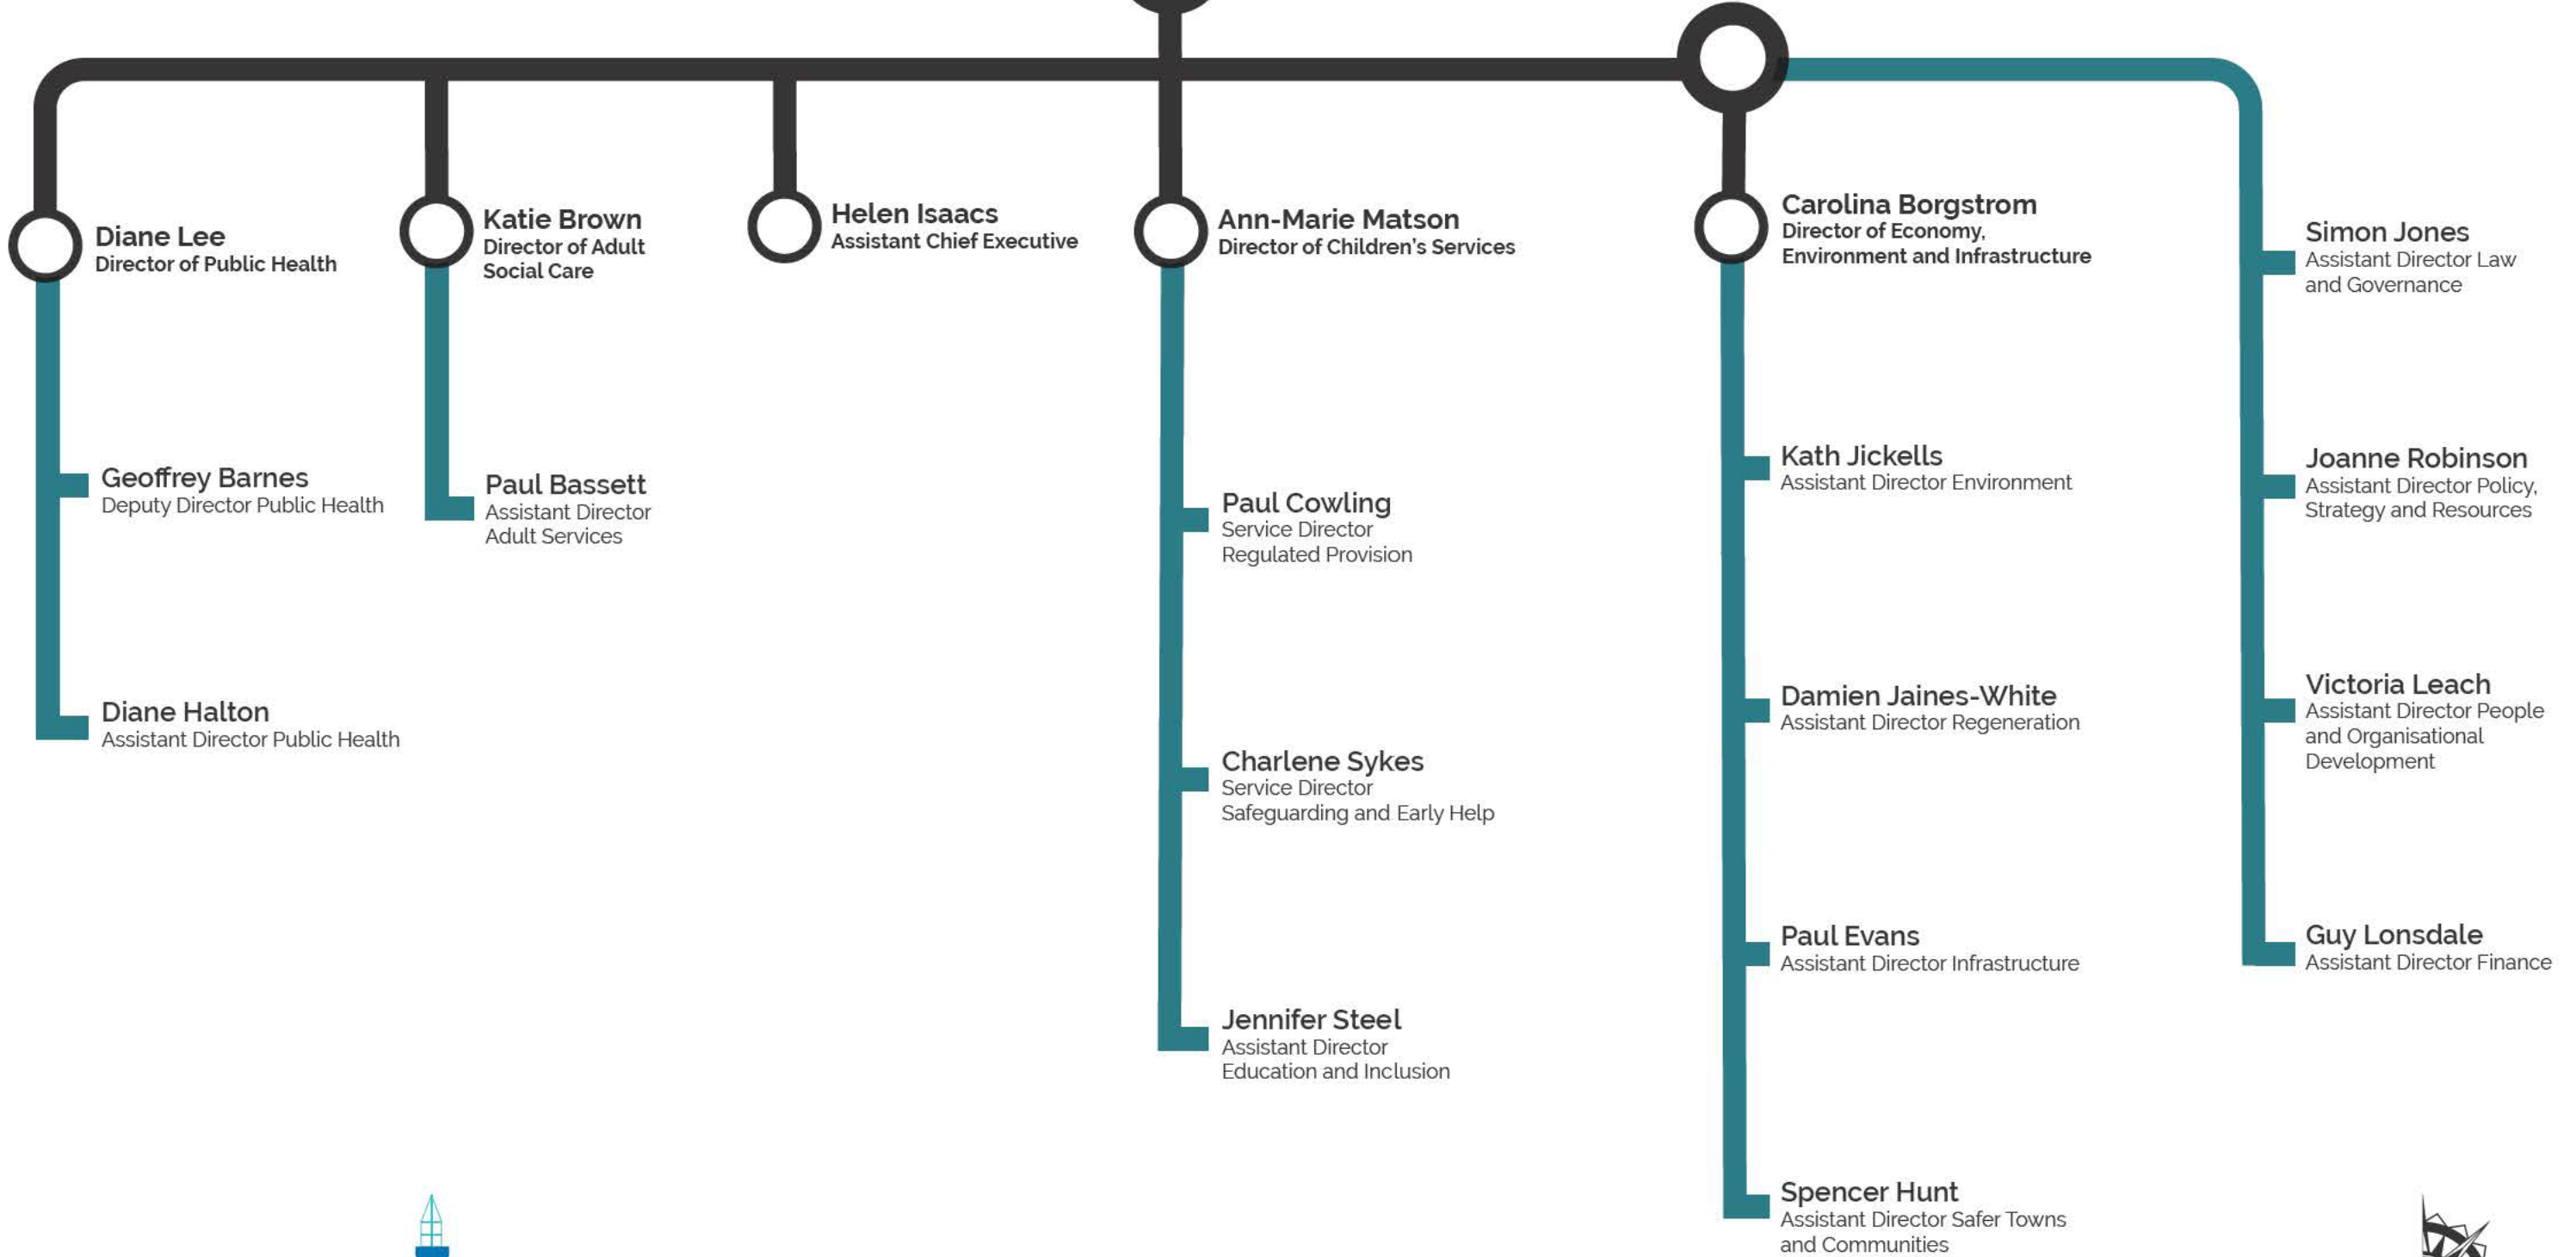 Diane Lee
Director of Public Health
Geoffrey Barnes
Deputy Director Public Health
Diane Halton
Assistant Director Public Health
Katie Brown
Director of Adult
Social Care
Paul Bassett
Assistant Director
Adult Services
Helen Isaacs
Assistant Chief Executive
Ann-Marie Matson
Director of Children's Services
Paul Cowling
Service Director
Regulated Provision
Charlene Sykes
Service Director
Safeguarding and Early Help
Jennifer Steel
Assistant Director
Education and Inclusion
Carolina Borgstrom
Director of Economy,
Environment and Infrastructure
Kath Jickells
Assistant Director Environment
Damien Jaines-White
Assistant Director Regeneration
Paul Evans
Assistant Director Infrastructure
Spencer Hunt
Assistant Director Safer Towns
and Communities
Simon Jones
Assistant Director Law
and Governance
Joanne Robinson
Assistant Director Policy,
Strategy and Resources
Victoria Leach
Assistant Director People
and Organisational
Development
Guy Lonsdale
Assistant Director Finance